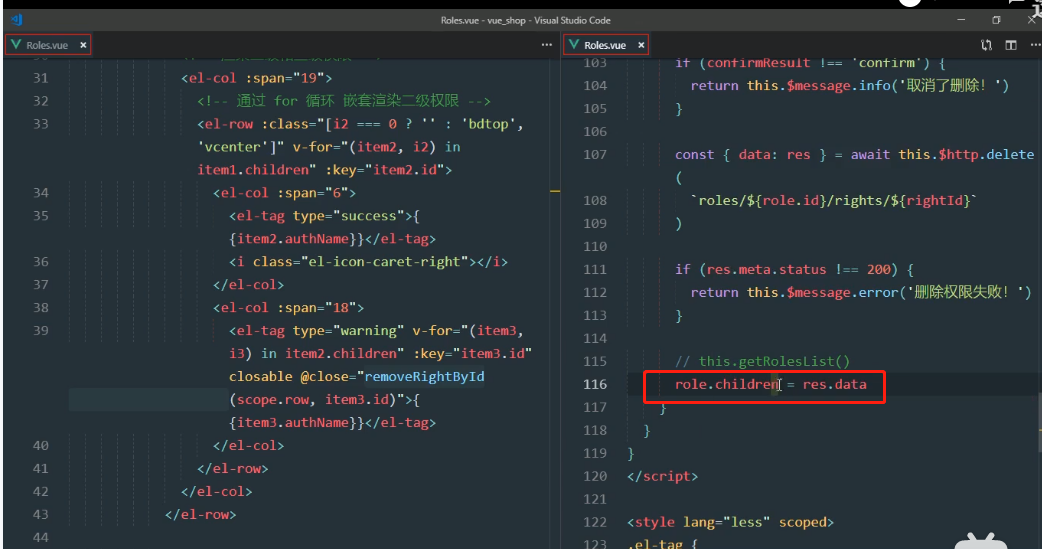 Roles.vue - vue_shop - Visual Studio Code
Roles.vue ×
31 <el-col :span="19">
32 <!-- 通过 for 循环 嵌套渲染二级权限 -->
33 <el-row :class="[i2 === 0 ? '' : 'bdtop',
'vcenter']" v-for="(item2, i2) in
item1.children" :key="item2.id">
34 <el-col :span="6">
35 <el-tag type="success">{
{item2.authName}}</el-tag>
36 <i class="el-icon-caret-right"></i>
37 </el-col>
38 <el-col :span="18">
39 <el-tag type="warning" v-for="(item3,
i3) in item2.children" :key="item3.id"
closable @close="removeRightById
(scope.row, item3.id)">{
{item3.authName}}</el-tag>
40 </el-col>
41 </el-row>
42 </el-col>
43 </el-row>
44
Roles.vue ×
103 if (confirmResult !== 'confirm') {
104 return this.$message.info('取消了删除！')
105 }
106
107 const { data: res } = await this.$http.delete
(
108 `roles/${role.id}/rights/${rightId}`
109 )
110
111 if (res.meta.status !== 200) {
112 return this.$message.error('删除权限失败！')
113 }
114
115 // this.getRolesList()
116 role.children = res.data
117 }
118 }
119 }
120 </script>
121
122 <style lang="less" scoped>
123 .el-tag {